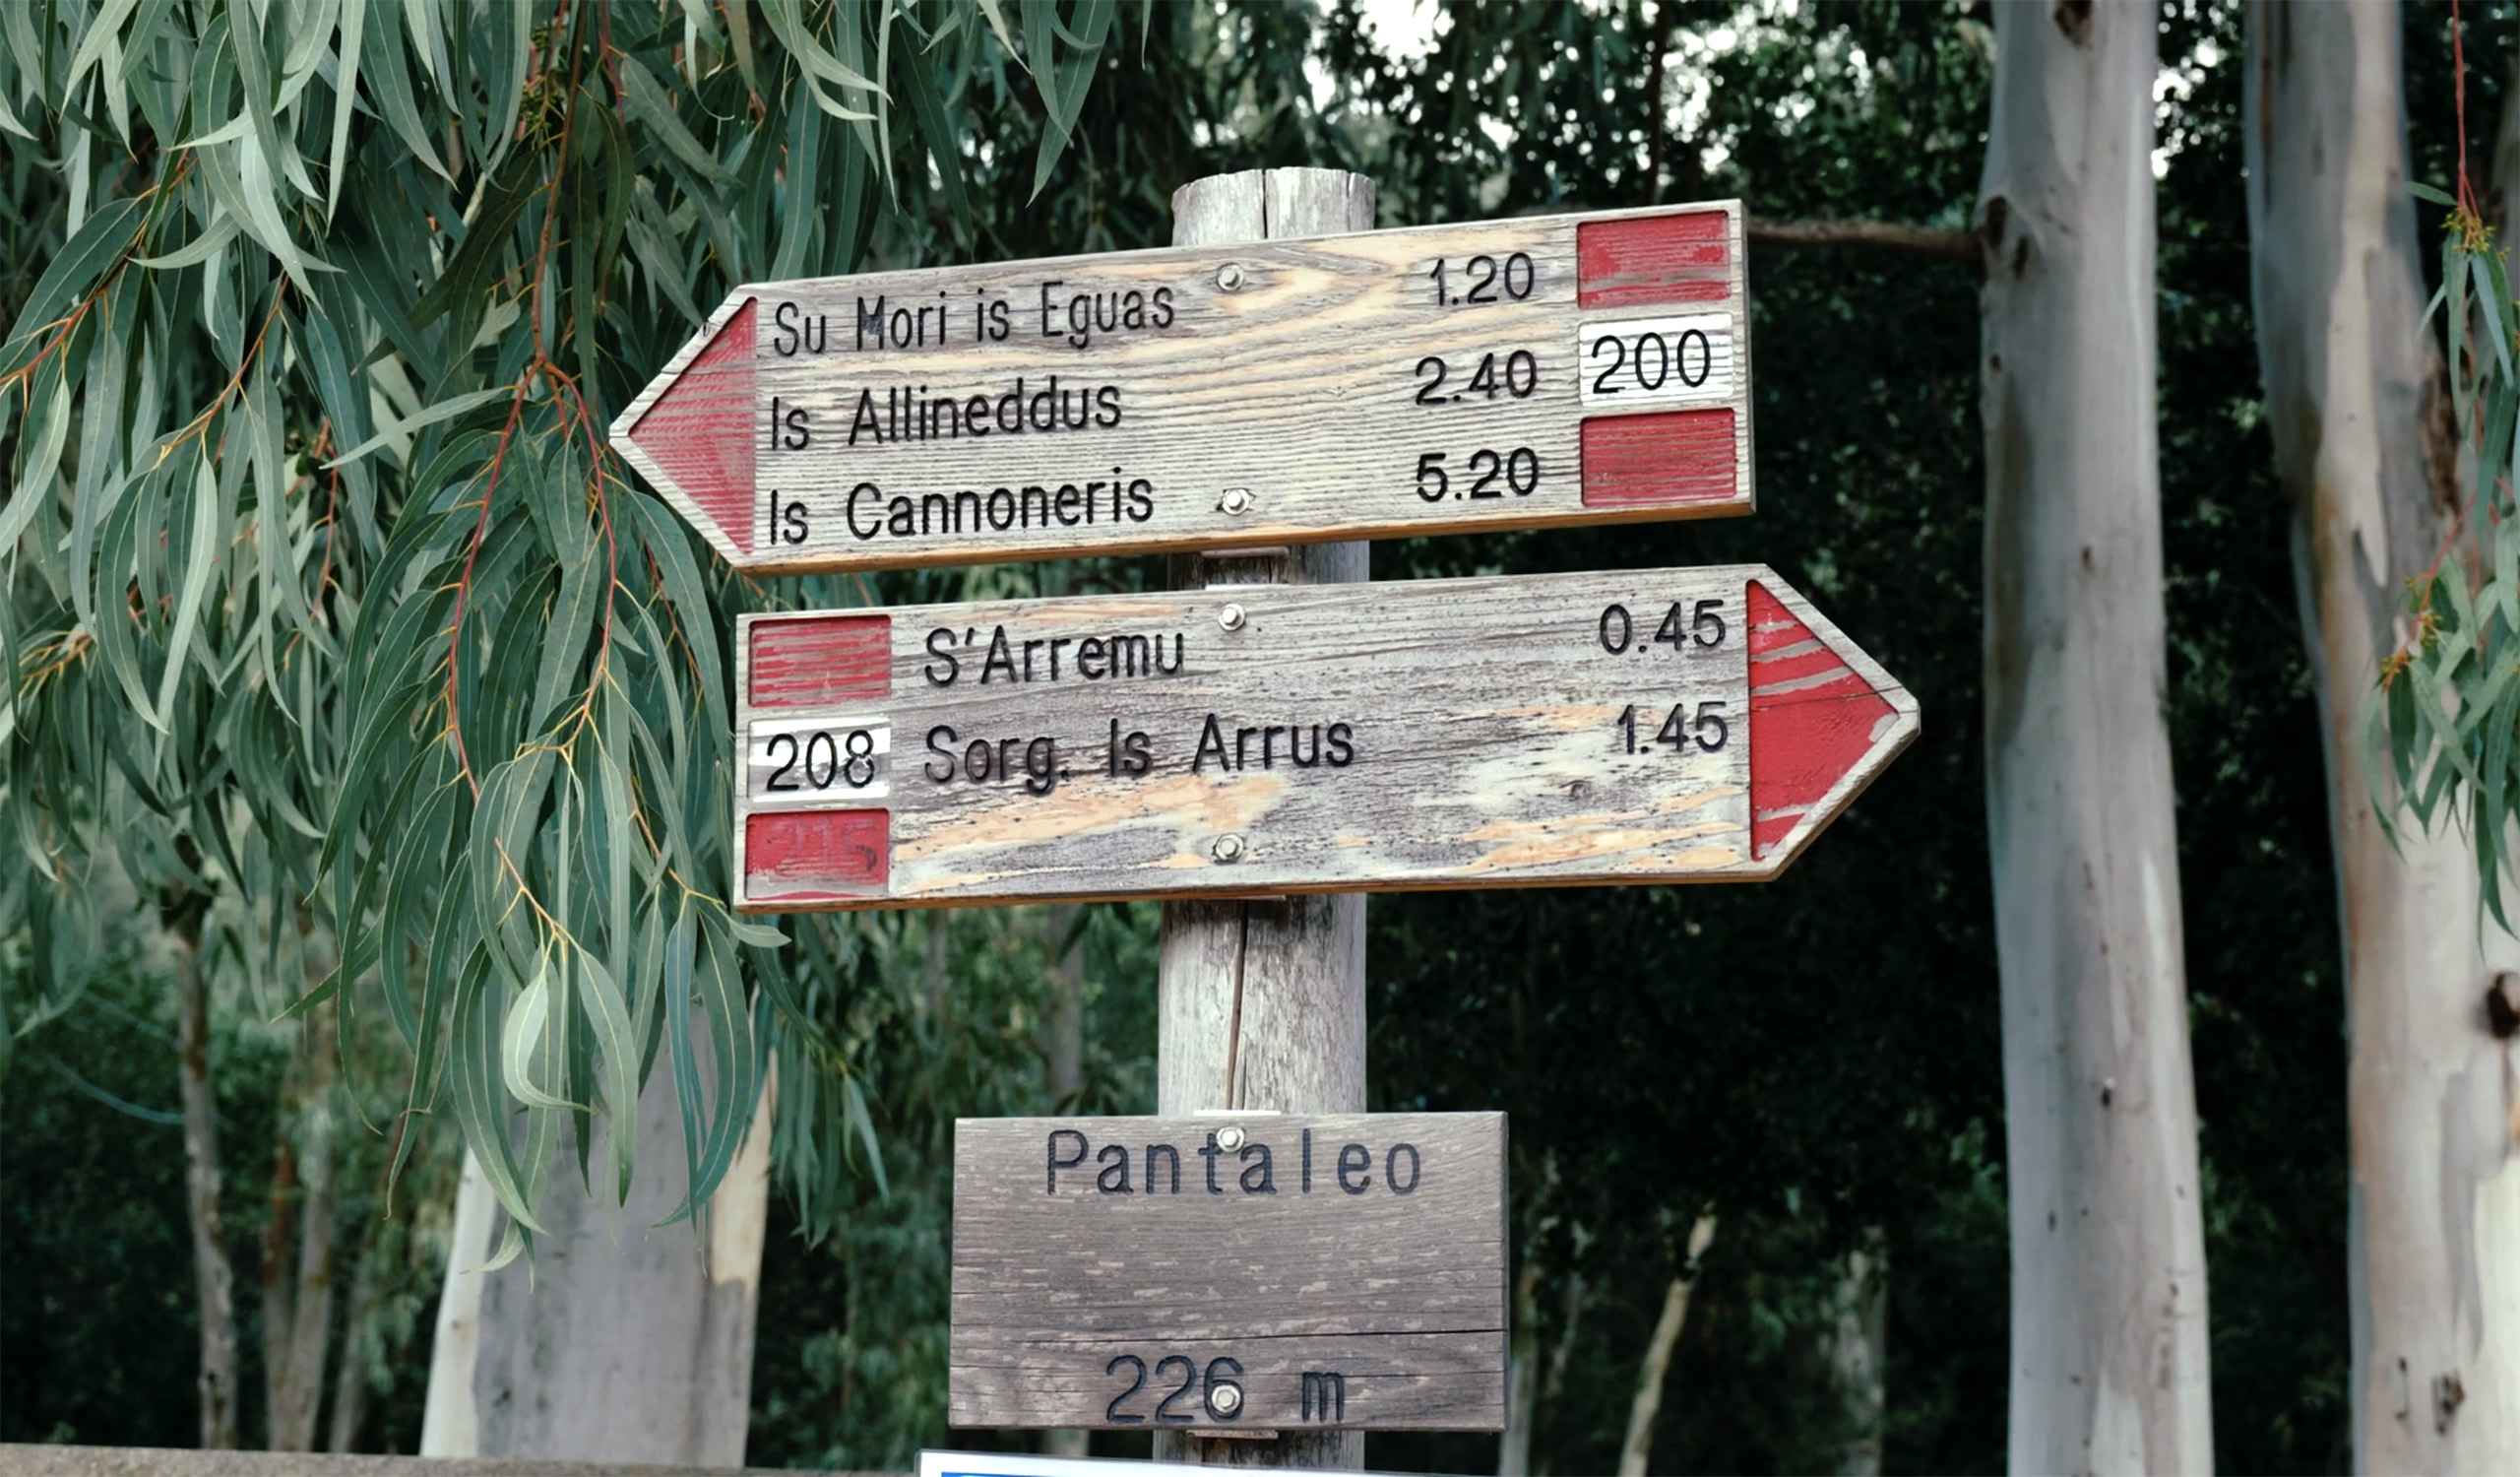 Su Mori is Eguas 1.20
Is Allineddus 2.40
Is Cannoneris 5.20
200
S'Arremu 0.45
Sorg. Is Arrus 1.45
208
215
Pantaleo
226 m